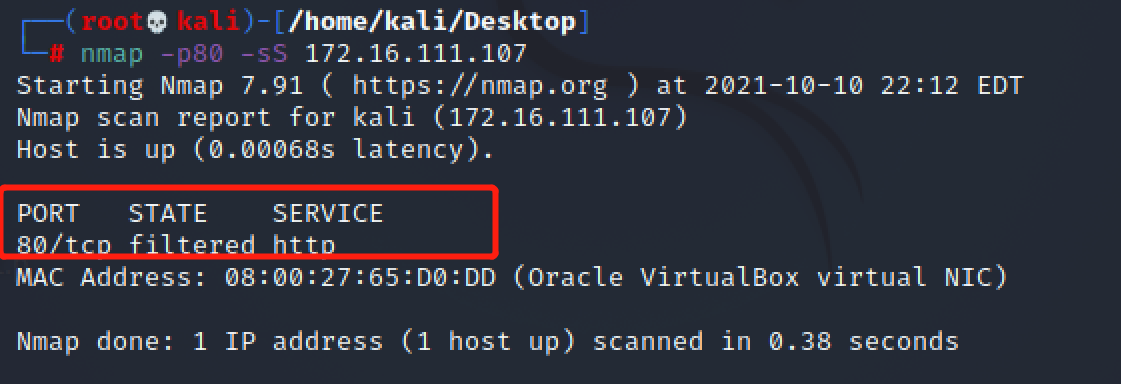 ┌──(root💀kali)-[/home/kali/Desktop]
└─# nmap -p80 -sS 172.16.111.107
Starting Nmap 7.91 ( https://nmap.org ) at 2021-10-10 22:12 EDT
Nmap scan report for kali (172.16.111.107)
Host is up (0.00068s latency).
PORT   STATE    SERVICE
80/tcp filtered http
MAC Address: 08:00:27:65:D0:DD (Oracle VirtualBox virtual NIC)
Nmap done: 1 IP address (1 host up) scanned in 0.38 seconds